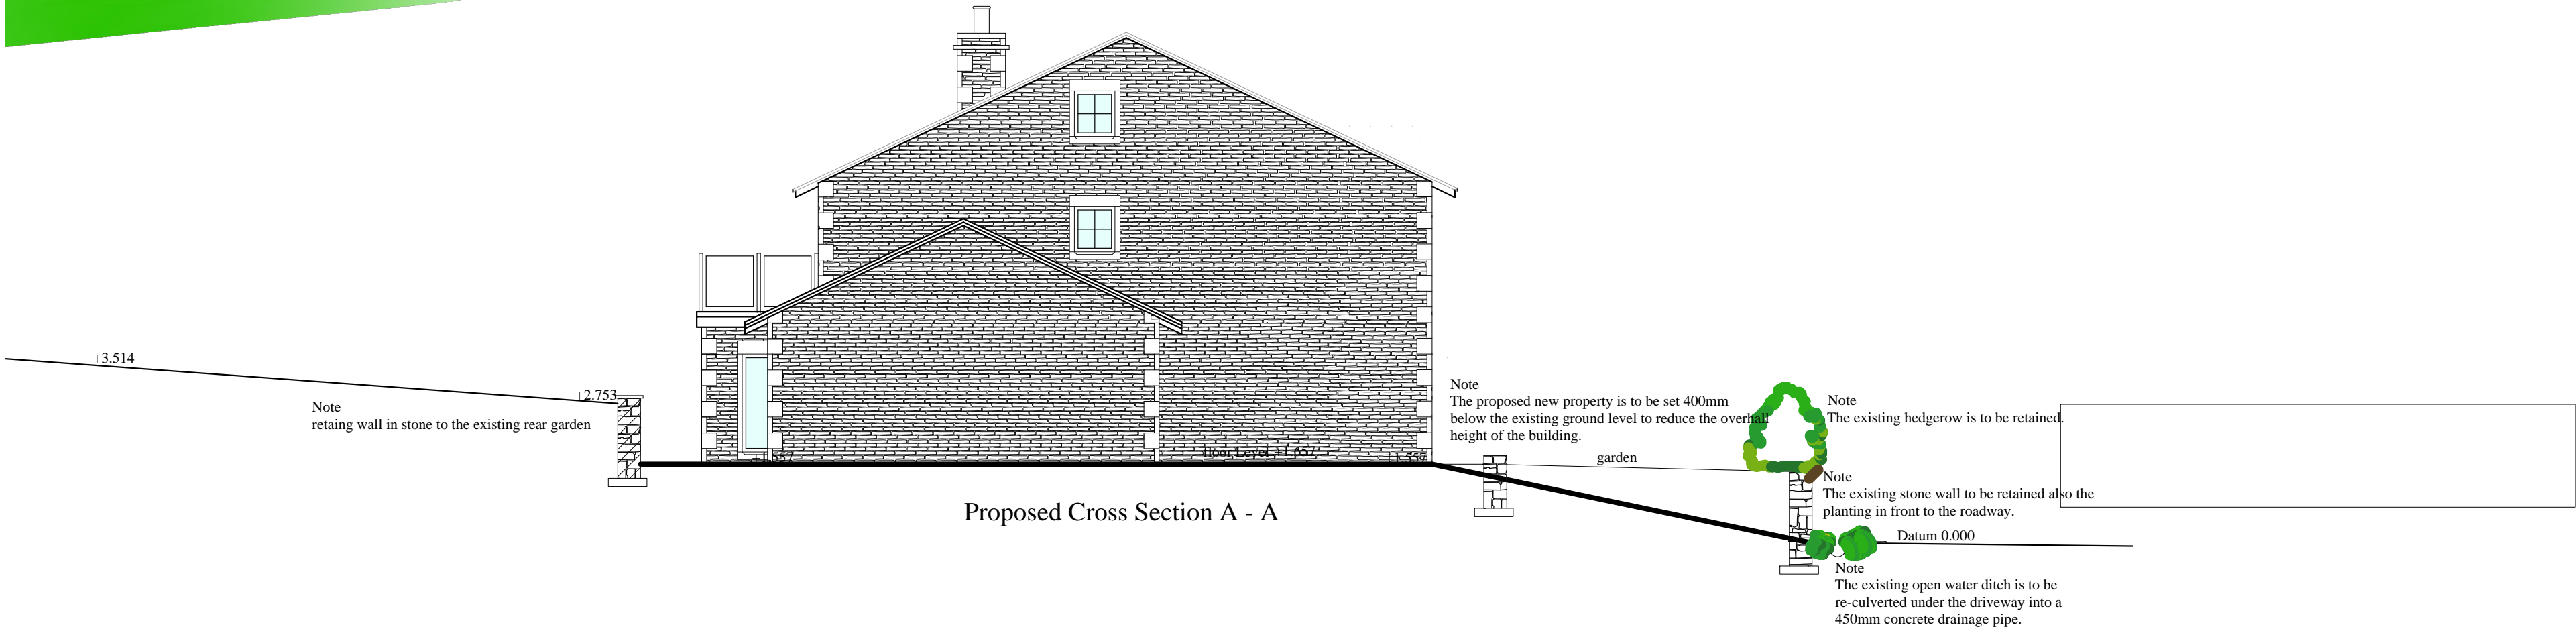 +3.514
+2.753
Note
retaing wall in stone to the existing rear garden
+1.557
floor Level +1.657
+1.557
Proposed Cross Section A - A
Note
The proposed new property is to be set 400mm
below the existing ground level to reduce the overhall
height of the building.
garden
Note
The existing hedgerow is to be retained.
Note
The existing stone wall to be retained also the
planting in front to the roadway.
Datum 0.000
Note
The existing open water ditch is to be
re-culverted under the driveway into a
450mm concrete drainage pipe.